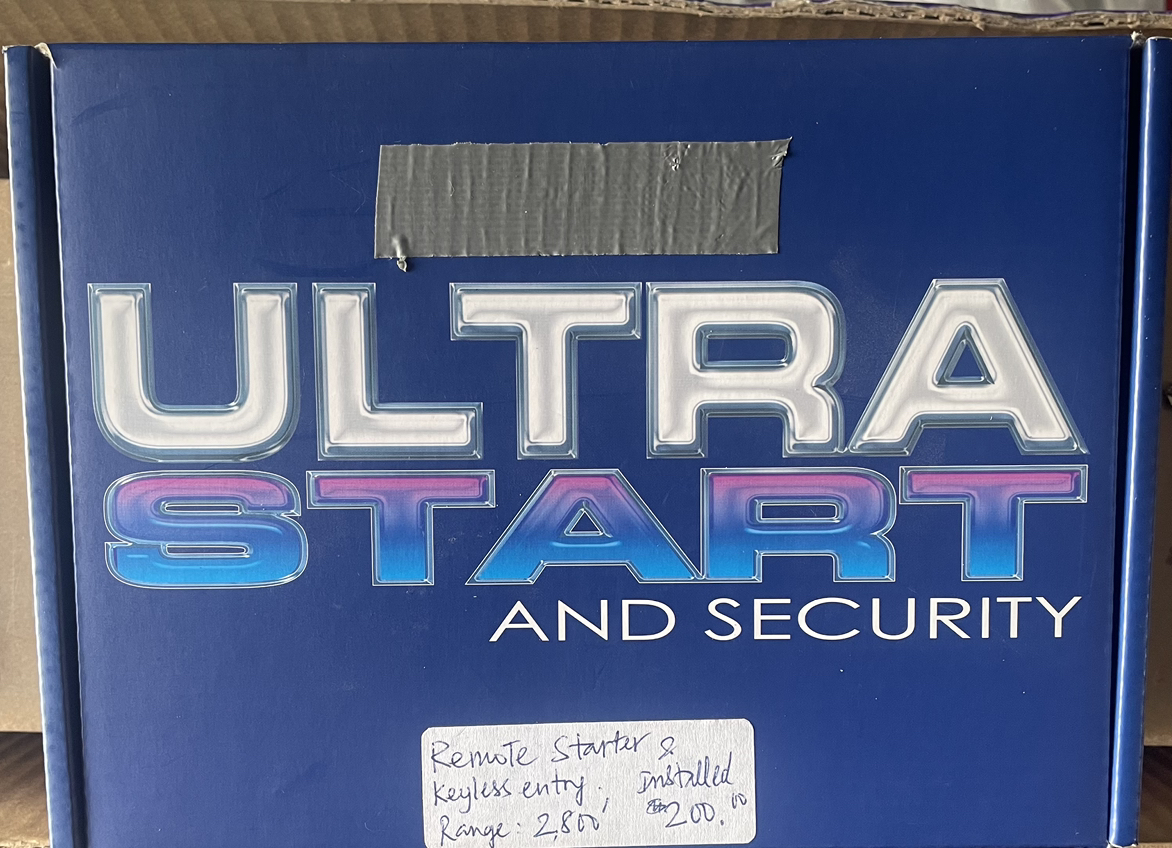 ULTRA
START
AND SECURITY
Remote Starter &
Keyless entry; Installed
Range: 2,800' $200.00